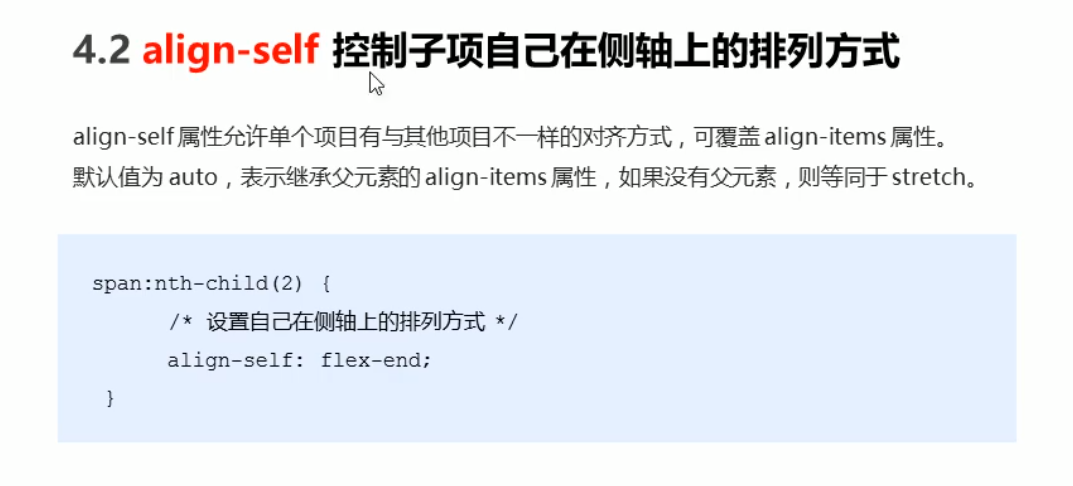 4.2 align-self 控制子项自己在侧轴上的排列方式
align-self 属性允许单个项目有与其他项目不一样的对齐方式，可覆盖 align-items 属性。
默认值为 auto，表示继承父元素的 align-items 属性，如果没有父元素，则等同于 stretch。
span:nth-child(2) {
/* 设置自己在侧轴上的排列方式 */
align-self: flex-end;
}